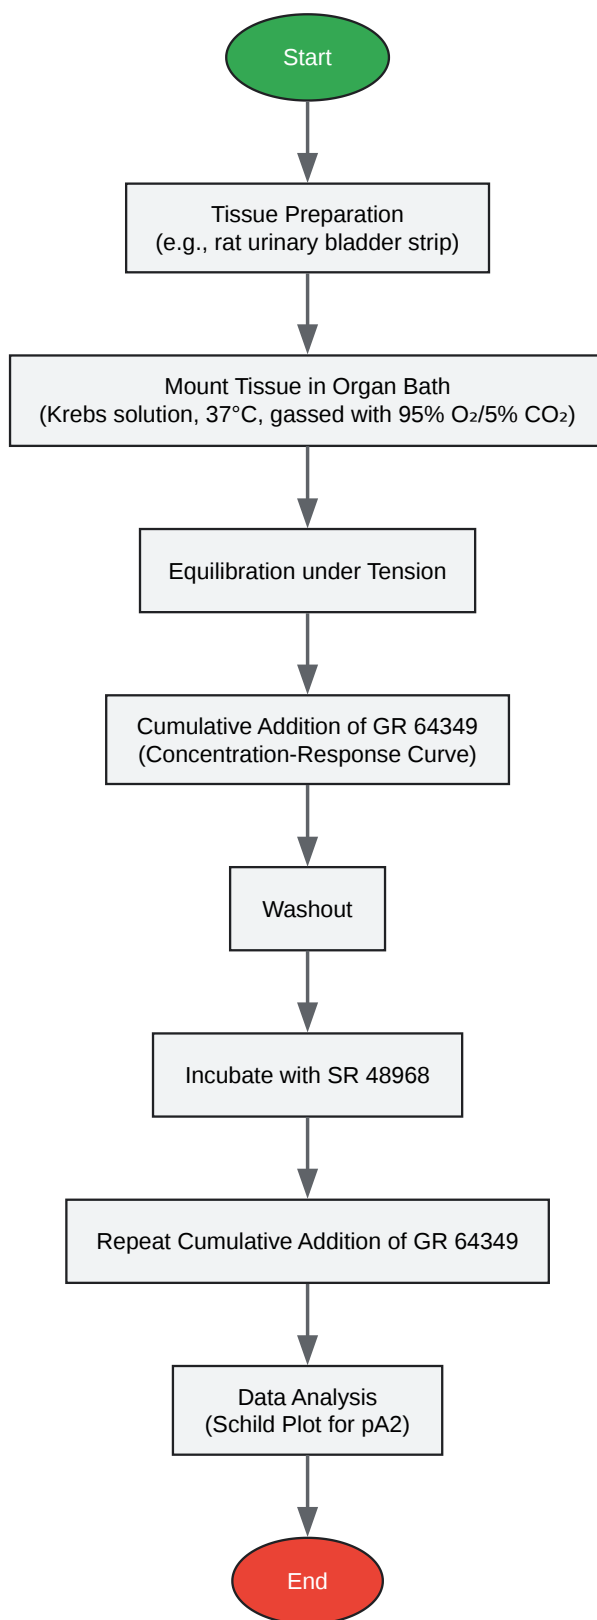 Start
Tissue Preparation
(e.g., rat urinary bladder strip)
Mount Tissue in Organ Bath
(Krebs solution, 37°C, gassed with 95% O₂/5% CO₂)
Equilibration under Tension
Cumulative Addition of GR 64349
(Concentration-Response Curve)
Washout
Incubate with SR 48968
Repeat Cumulative Addition of GR 64349
Data Analysis
(Schild Plot for pA2)
End